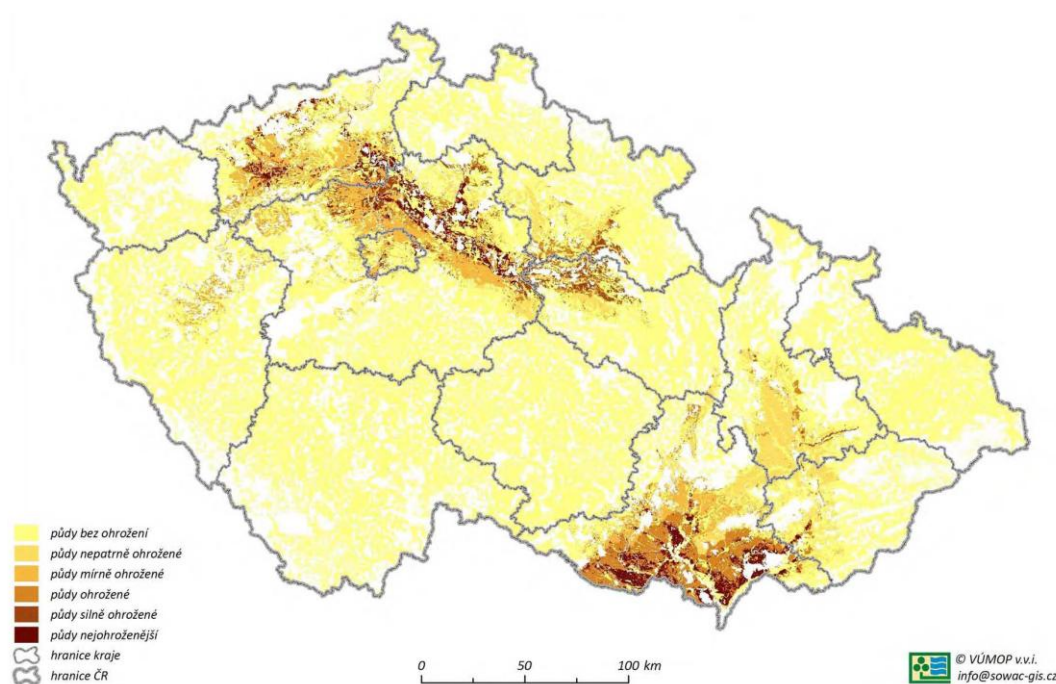 půdy bez ohrožení
půdy nepatrně ohrožené
půdy mírně ohrožené
půdy ohrožené
půdy silně ohrožené
půdy nejohroženější
hranice kraje
hranice ČR
0 50 100 km
© VÚMOP v.v.i.
info@sowac-gis.cz